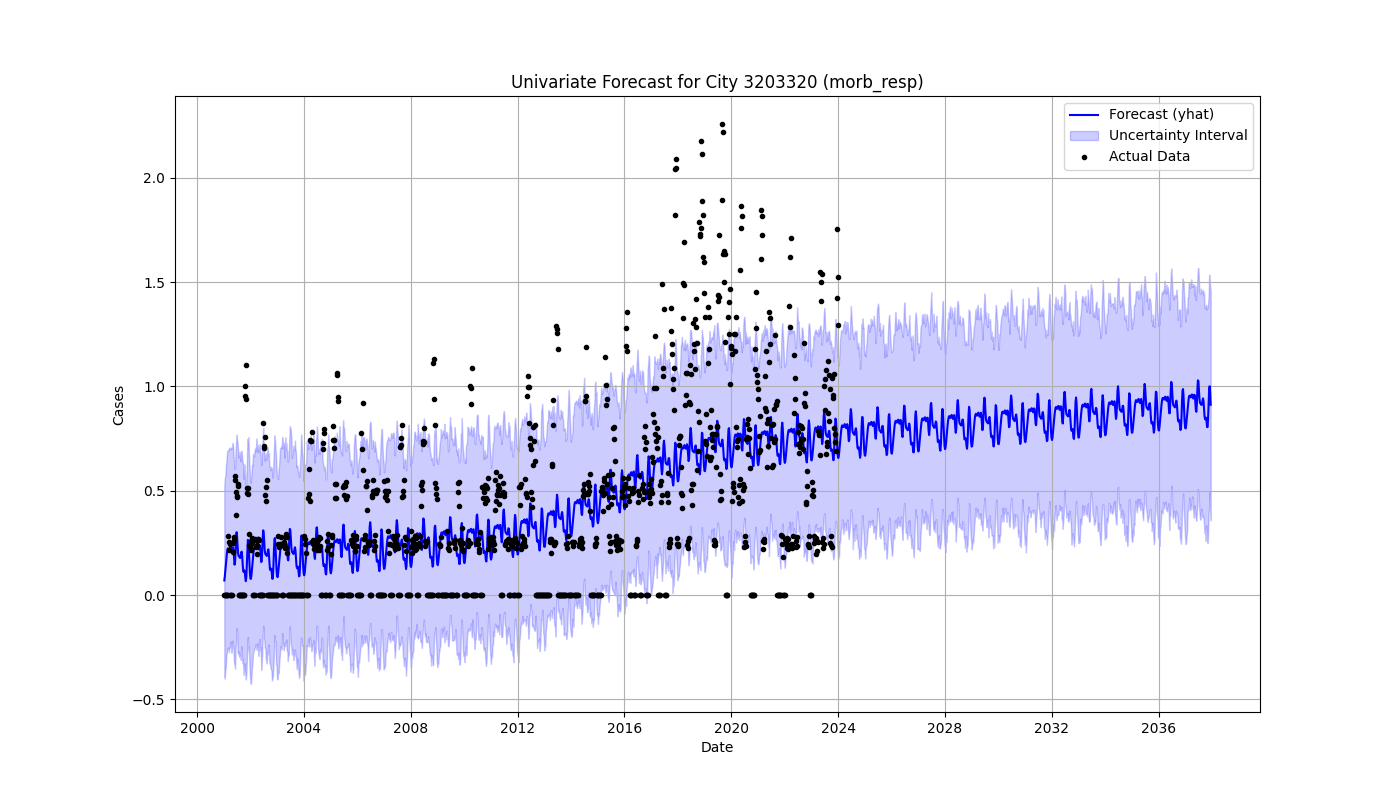 Univariate Forecast for City 3203320 (morb_resp)
Forecast (yhat)
Uncertainty Interval
Actual Data
Cases
2.0
1.5
1.0
0.5
0.0
−0.5
2000 2004 2008 2012 2016 2020 2024 2028 2032 2036
Date